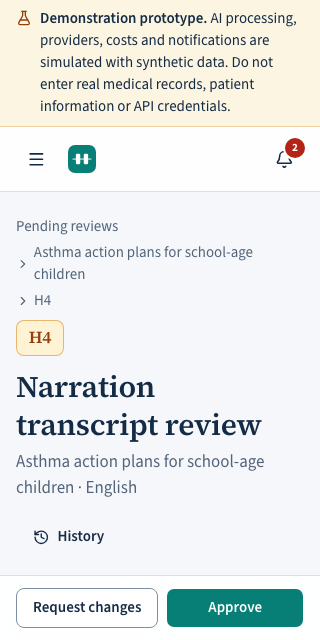 Demonstration prototype. AI processing,
providers, costs and notifications are
simulated with synthetic data. Do not
enter real medical records, patient
information or API credentials.
2
Pending reviews
Asthma action plans for school-age
children
H4
H4
Narration
transcript review
Asthma action plans for school-age
children · English
History
Request changes
Approve